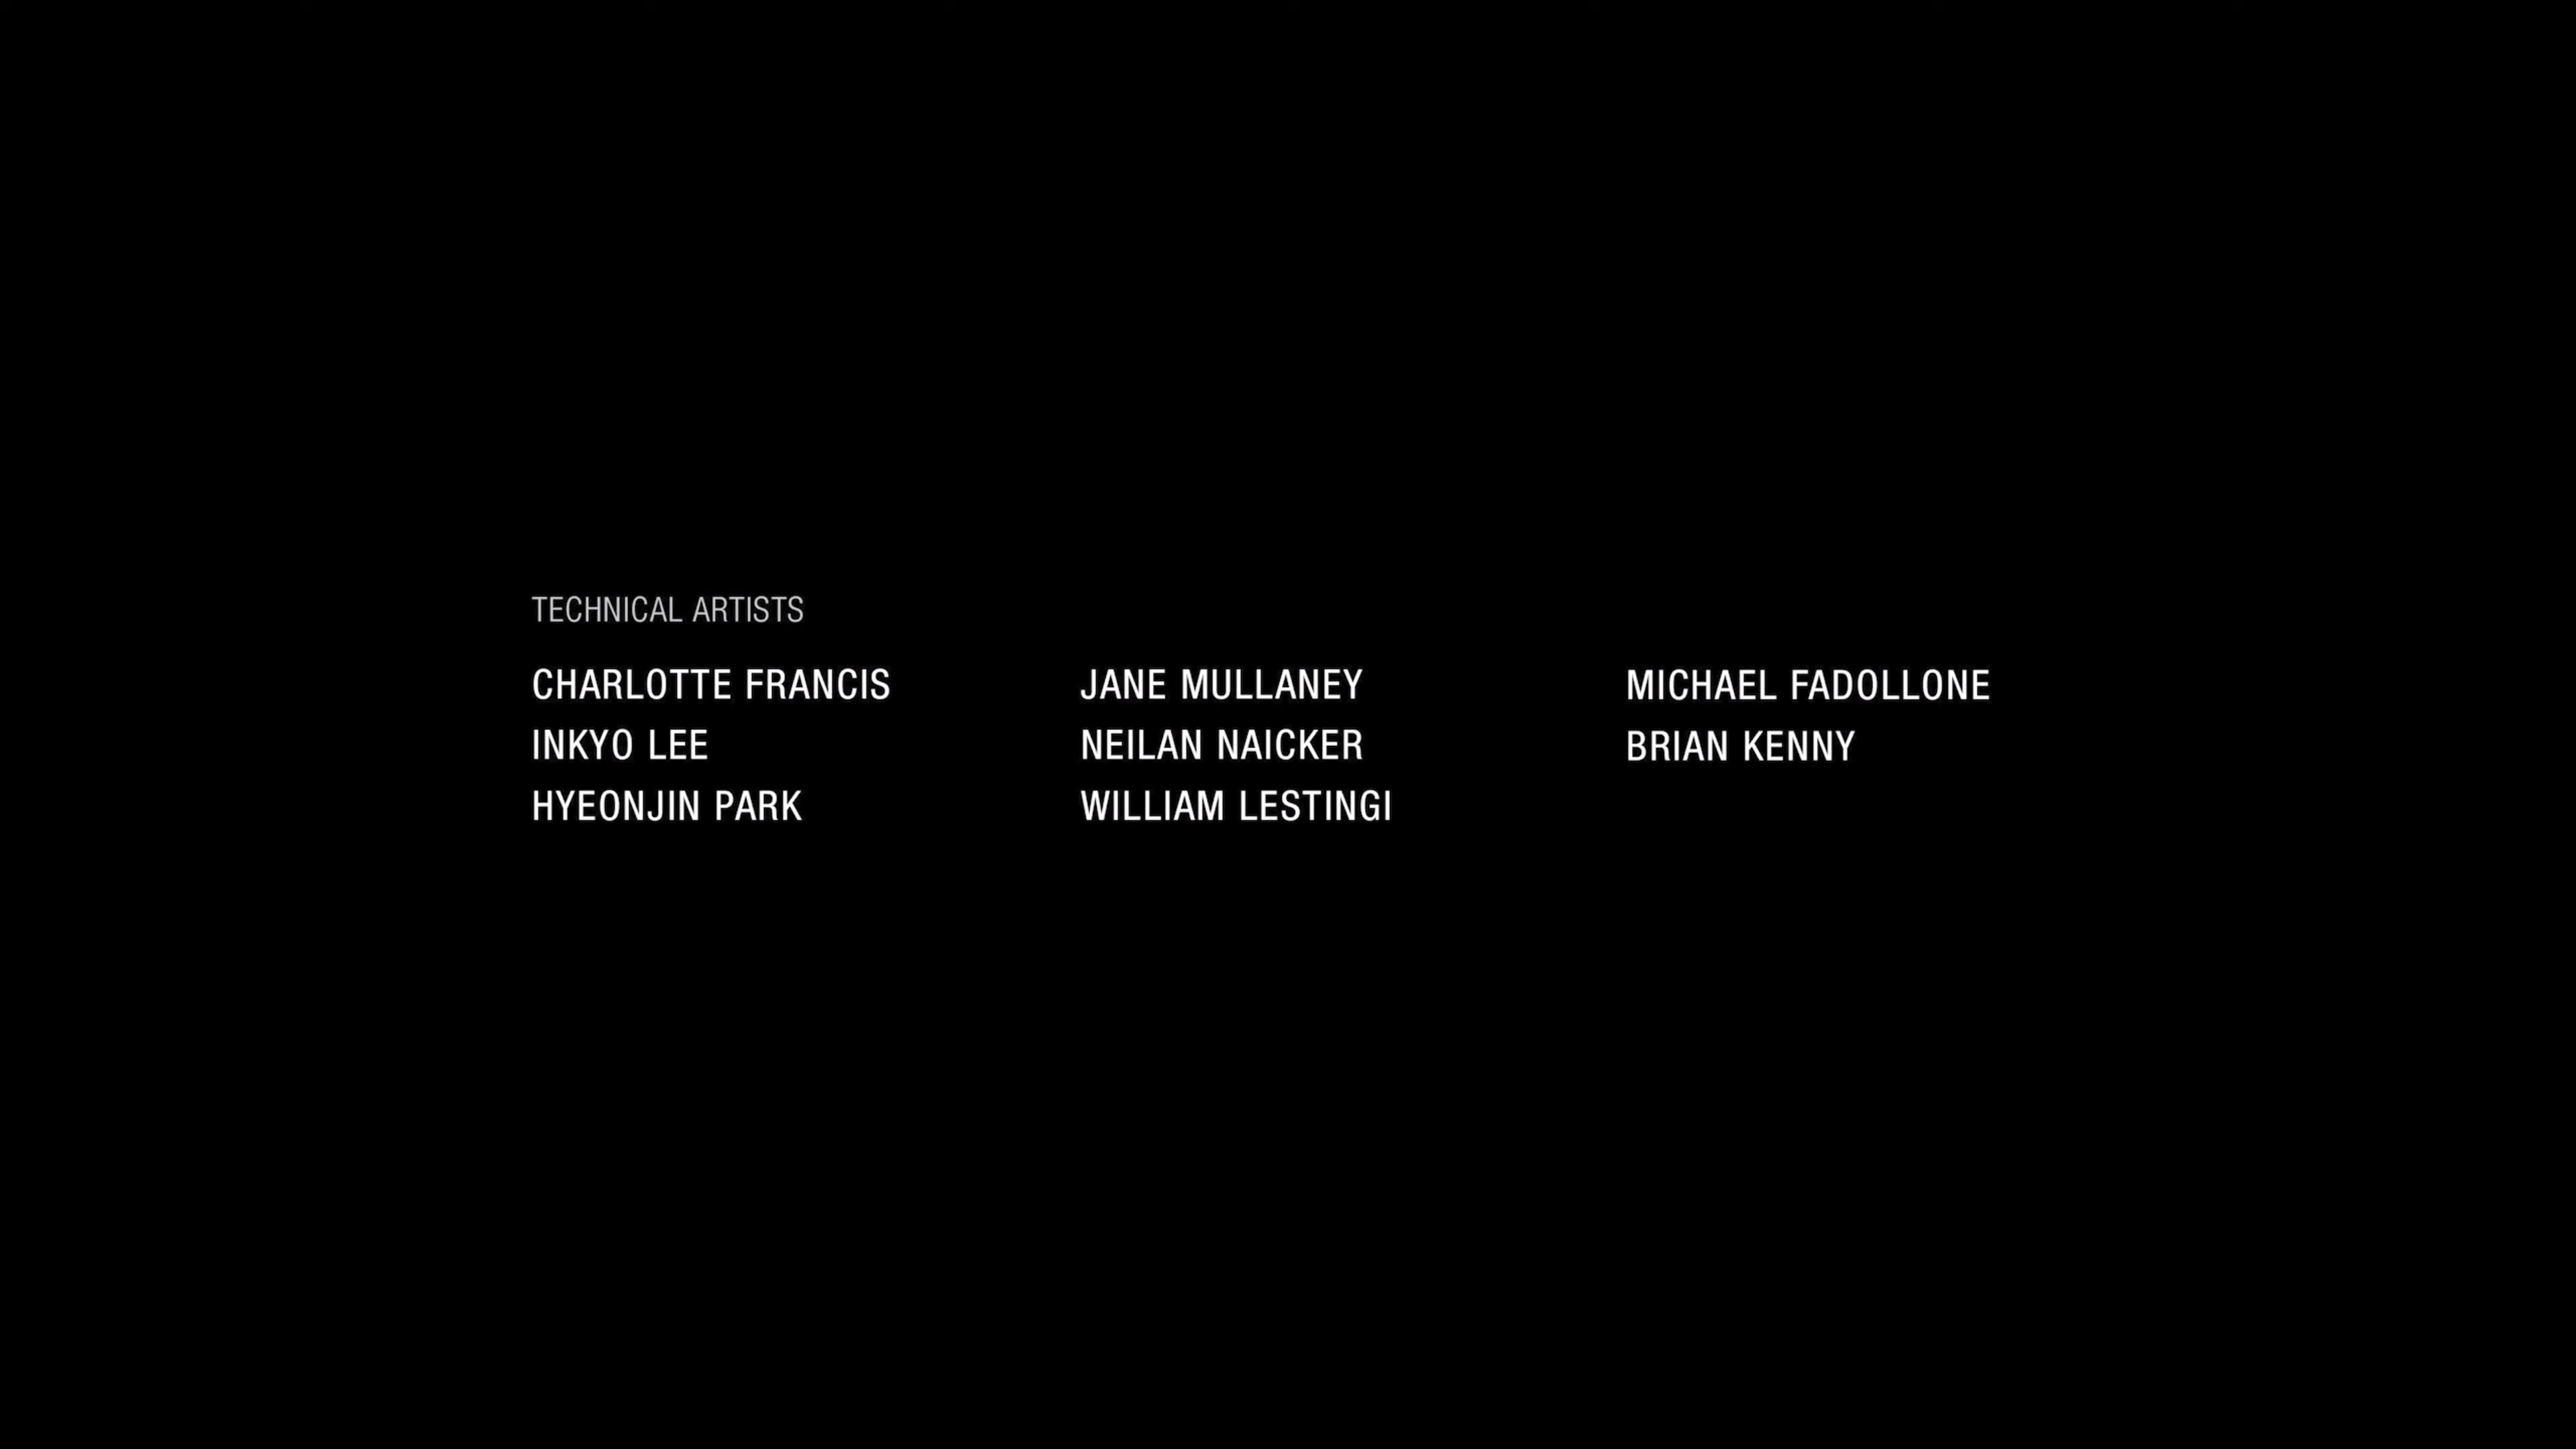 TECHNICAL ARTISTS
CHARLOTTE FRANCIS
INKYO LEE
HYEONJIN PARK
JANE MULLANEY
NEILAN NAICKER
WILLIAM LESTINGI
MICHAEL FADOLLONE
BRIAN KENNY